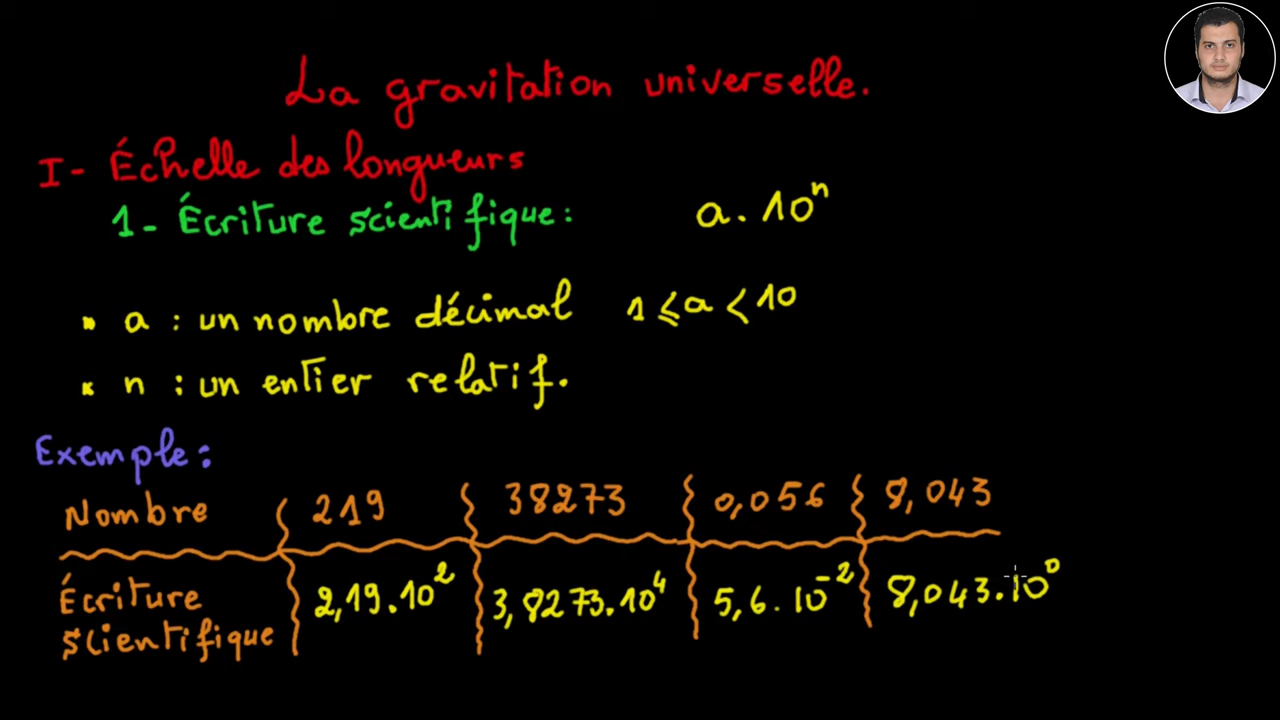 La gravitation universelle.
I- Échelle des longueurs
1- Écriture scientifique : a.10ⁿ
a : un nombre décimal 1 ⩽ a < 10
n : un entier relatif.
Exemple :
Nombre 219 38273 0,056 8,043
Écriture scientifique 2,19.10² 3,8273.10⁴ 5,6.10⁻² 8,043.10⁰